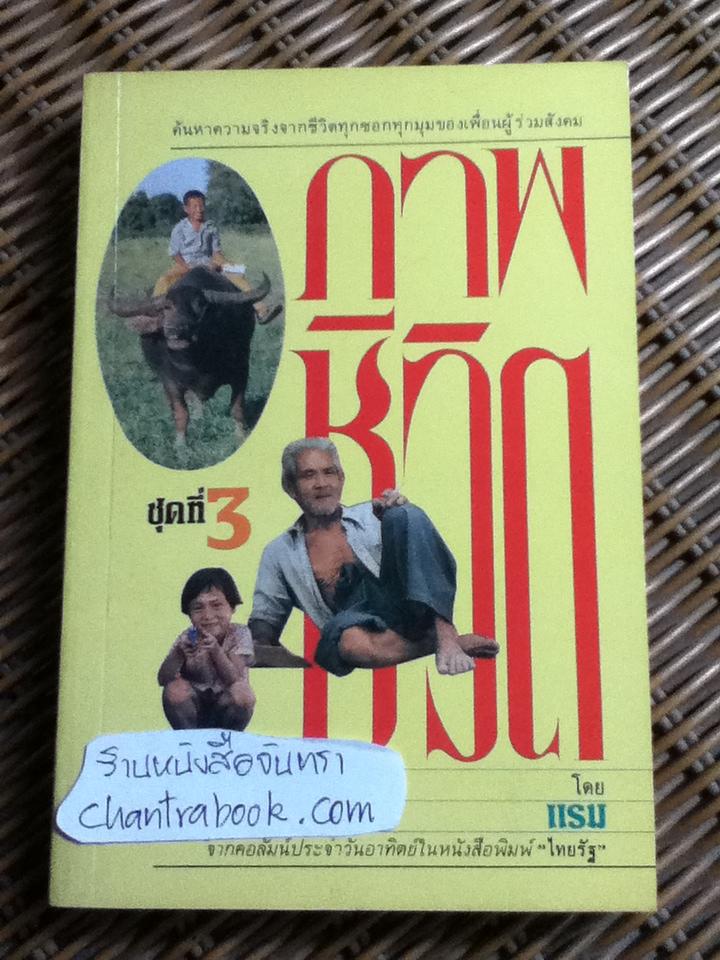 ค้นหาความจริงจากชีวิตทุกซอกทุกมุมของเพื่อนผู้ร่วมสังคม
ภาพ
ชีวิต
ชุดที่ 3
ร้านหนังสือจันทรา
chantrabook.com
โดย
แรม
จากคอลัมน์ประจำวันอาทิตย์ในหนังสือพิมพ์ "ไทยรัฐ"